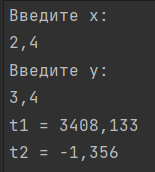 Введите x:
2,4
Введите y:
3,4
t1 = 3408,133
t2 = -1,356